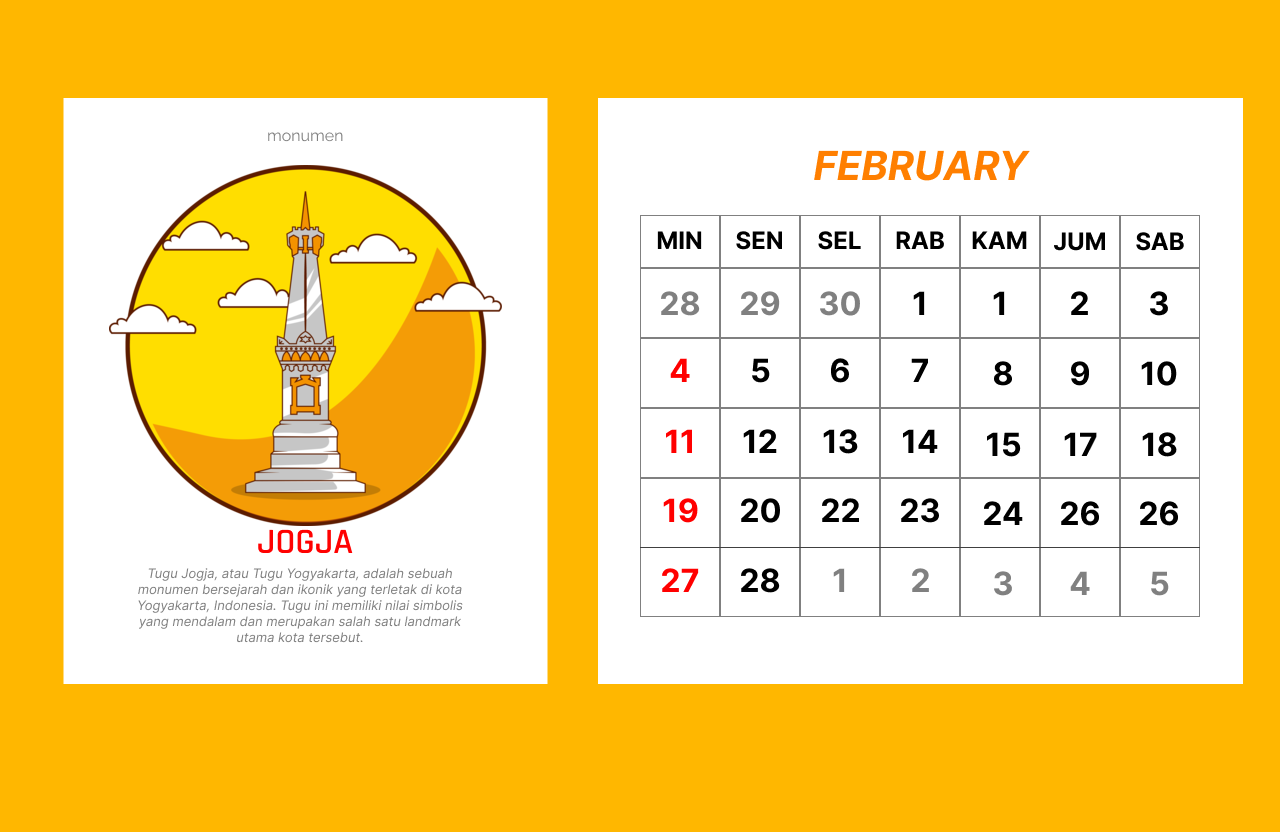 monumen
JOGJA
Tugu Jogja, atau Tugu Yogyakarta, adalah sebuah
monumen bersejarah dan ikonik yang terletak di kota
Yogyakarta, Indonesia. Tugu ini memiliki nilai simbolis
yang mendalam dan merupakan salah satu landmark
utama kota tersebut.
FEBRUARY
MIN SEN SEL RAB KAM JUM SAB
28 29 30 1 1 2 3
4 5 6 7 8 9 10
11 12 13 14 15 17 18
19 20 22 23 24 26 26
27 28 1 2 3 4 5